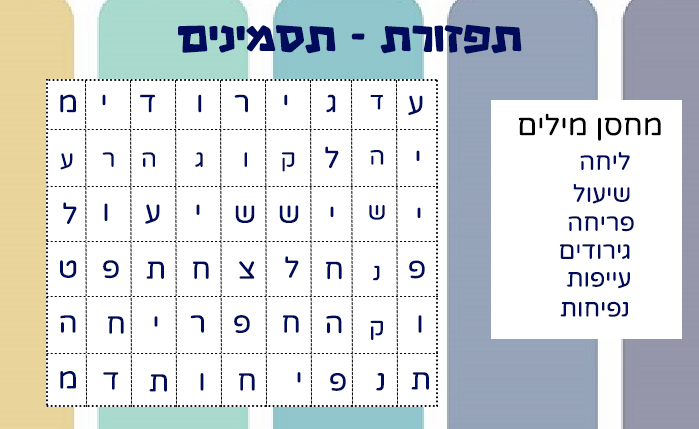 תפזורת - תסמינים
ע ד ג י ר ו ד י מ
י ה ל ק ו ג ה ר ע
י ש י ש ש י ע ו ל
פ נ ח ל צ ח ת פ ט
ו ק ה ח פ ר י ח ה
ת נ פ י ח ו ת ד מ
מחסן מילים
ליחה
שיעול
פריחה
גירודים
עייפות
נפיחות